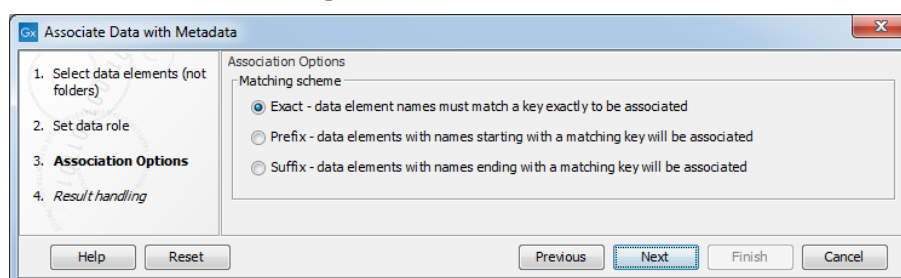 Gx Associate Data with Metadata
1. Select data elements (not
folders)
2. Set data role
3. Association Options
4. Result handling
Association Options
Matching scheme
Exact - data element names must match a key exactly to be associated
Prefix - data elements with names starting with a matching key will be associated
Suffix - data elements with names ending with a matching key will be associated
Help Reset Previous Next Finish Cancel